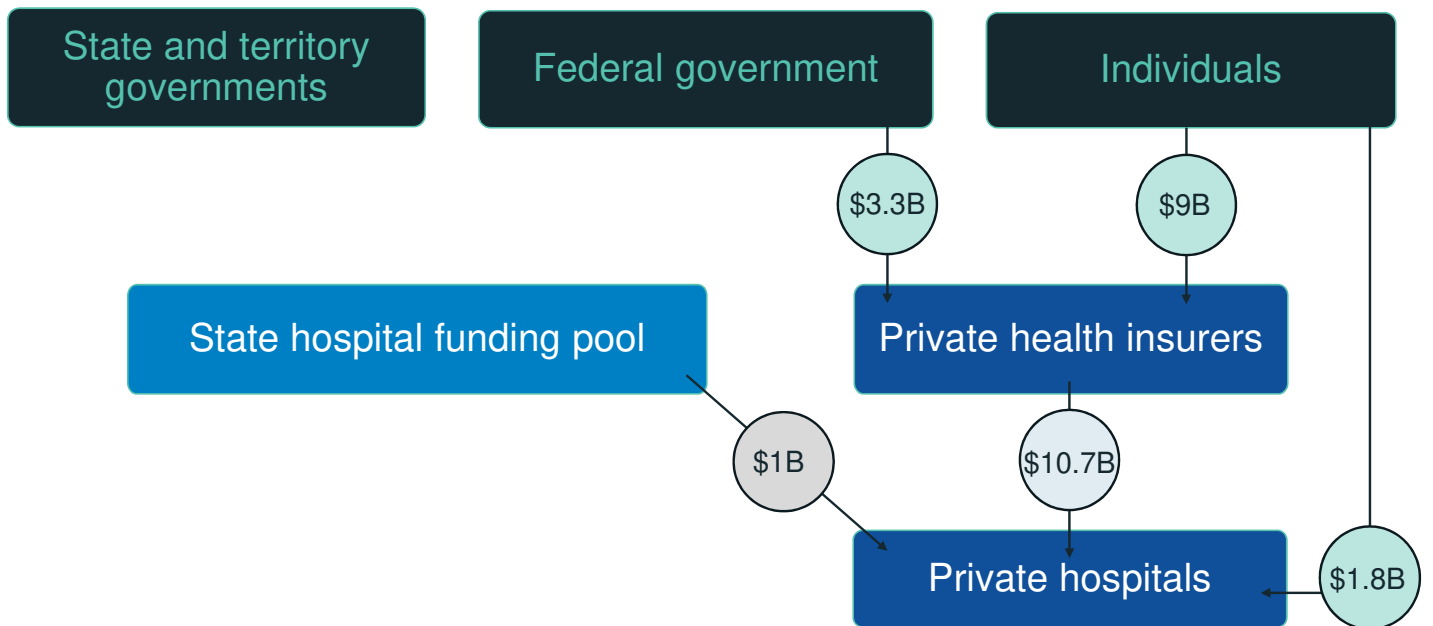 State and territory
governments
Federal government
Individuals
$3.3B
$9B
State hospital funding pool
Private health insurers
$1B
$10.7B
Private hospitals
$1.8B